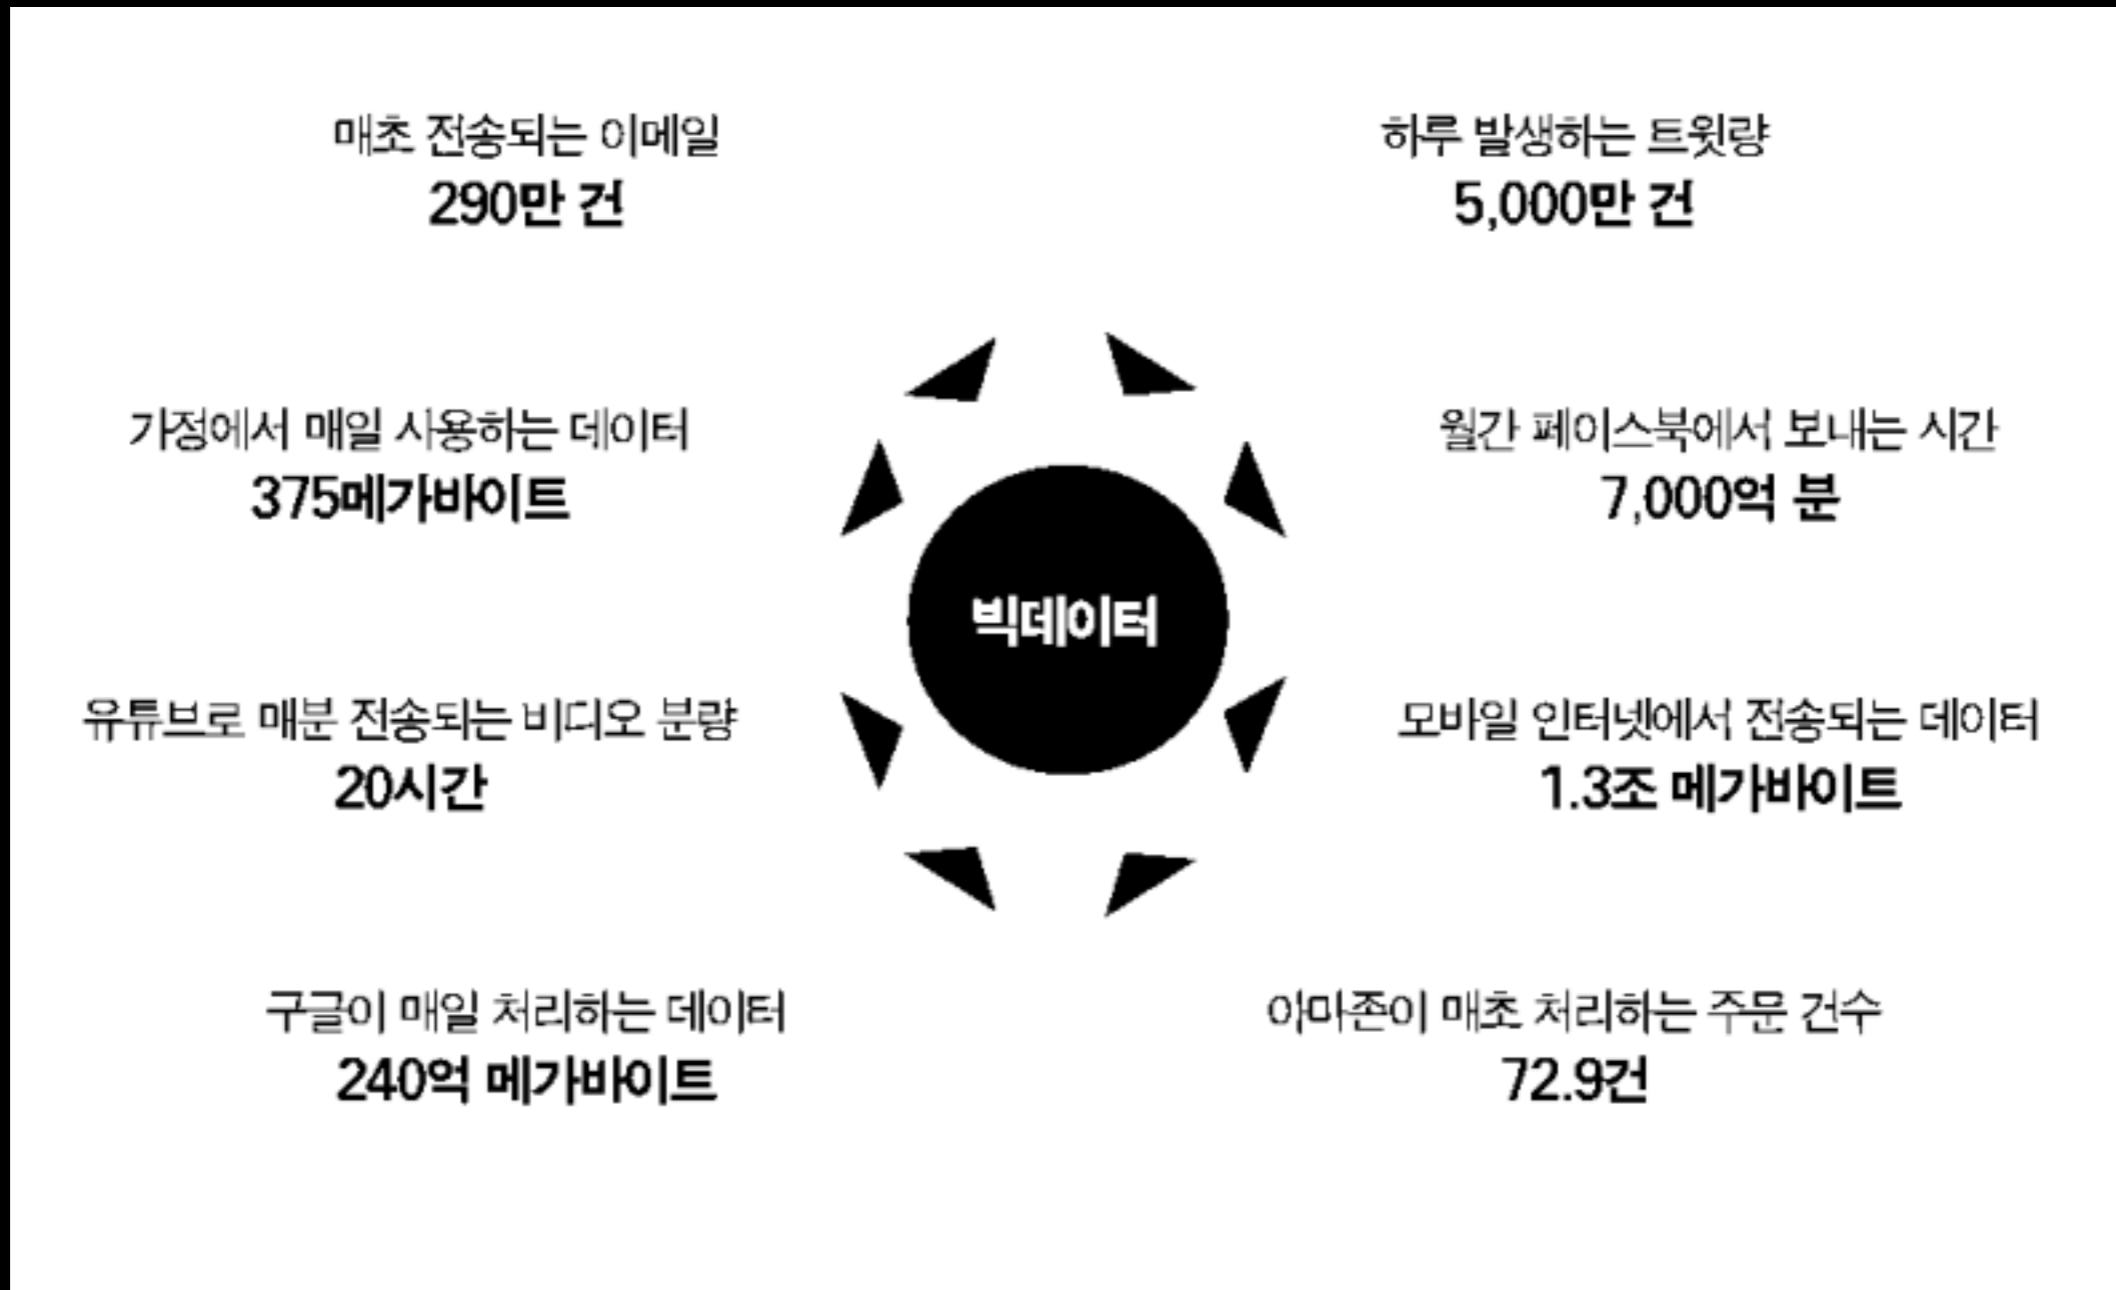 매초 전송되는 이메일
290만 건
하루 발생하는 트윗량
5,000만 건
가정에서 매일 사용하는 데이터
375메가바이트
월간 페이스북에서 보내는 시간
7,000억 분
빅데이터
유튜브로 매분 전송되는 비디오 분량
20시간
모바일 인터넷에서 전송되는 데이터
1.3조 메가바이트
구글이 매일 처리하는 데이터
240억 메가바이트
아마존이 매초 처리하는 주문 건수
72.9건